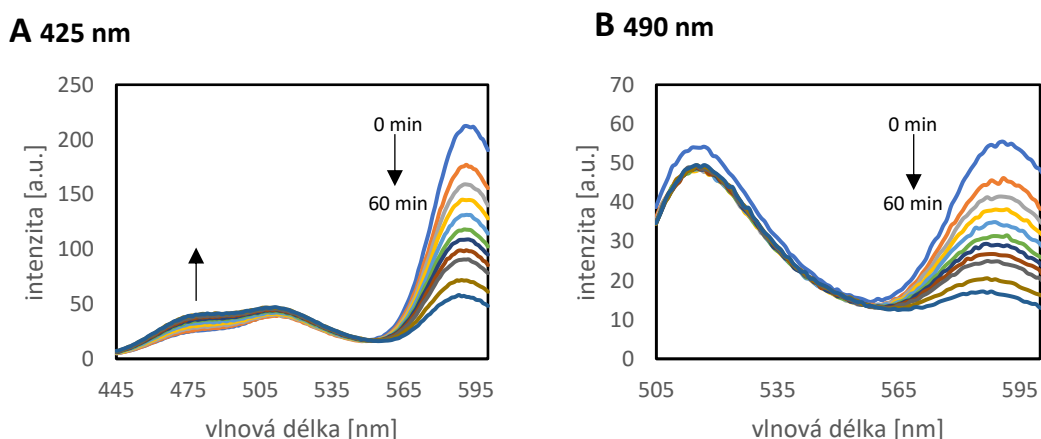 A 425 nm
250
200
150
100
50
0
intenzita [a.u.]
0 min
60 min
445 475 505 535 565 595
vlnová délka [nm]
B 490 nm
70
60
50
40
30
20
10
0
intenzita [a.u.]
0 min
60 min
505 535 565 595
vlnová délka [nm]